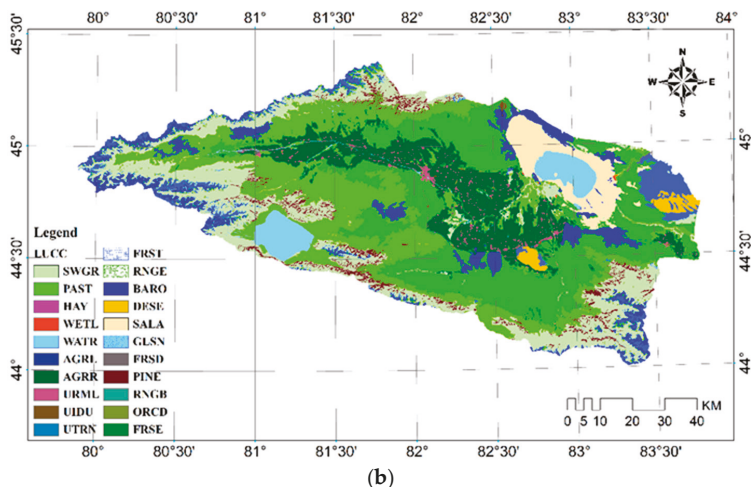 80° 80°30' 81° 81°30' 82° 82°30' 83° 83°30' 84°
45°30'
45°
44°30'
44°
45°30'
45°
44°30'
44°
N
W E
S
Legend
LUCC FRST
SWGR RNGE
PAST BARO
HAY DESE
WETL SALA
WATR GLSN
AGRL FRSD
AGRR PINE
URML RNGB
UIDU ORCD
UTRN FRSE
KM
0 5 10 20 30 40
80° 80°30' 81° 81°30' 82° 82°30' 83° 83°30'
(b)